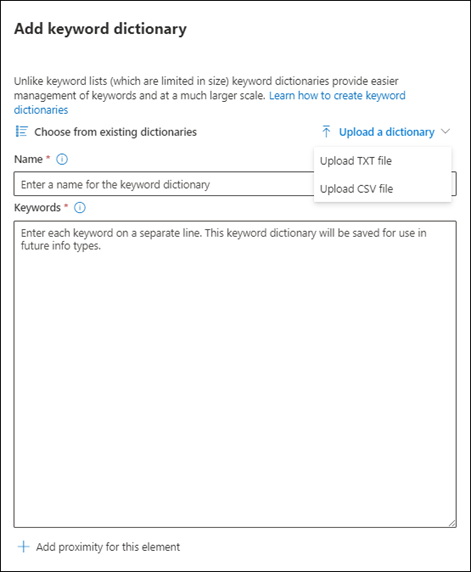 Add keyword dictionary
Unlike keyword lists (which are limited in size) keyword dictionaries provide easier
management of keywords and at a much larger scale. Learn how to create keyword
dictionaries
Choose from existing dictionaries
Upload a dictionary
Upload TXT file
Upload CSV file
Name *
Enter a name for the keyword dictionary
Keywords *
Enter each keyword on a separate line. This keyword dictionary will be saved for use in
future info types.
Add proximity for this element